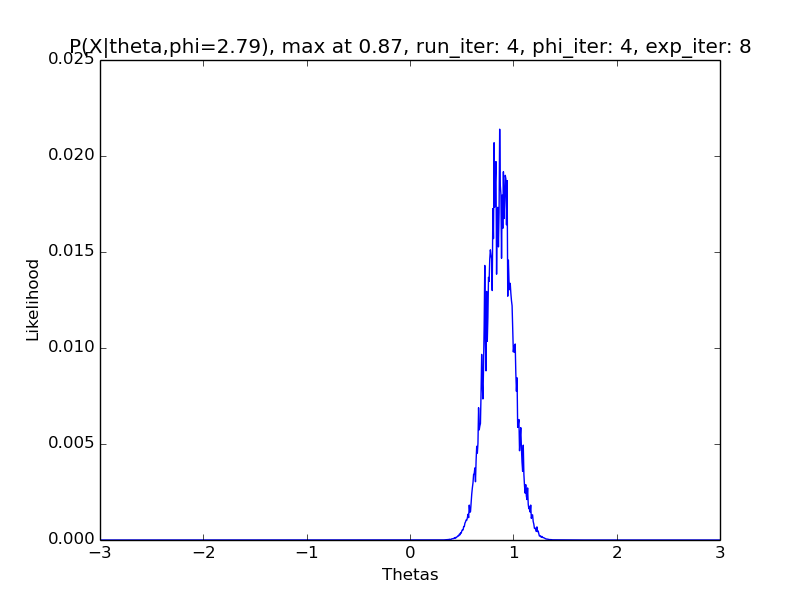 P(X|theta,phi=2.79), max at 0.87, run_iter: 4, phi_iter: 4, exp_iter: 8
0.025
0.020
0.015
0.010
0.005
0.000
Likelihood
−3 −2 −1 0 1 2 3
Thetas